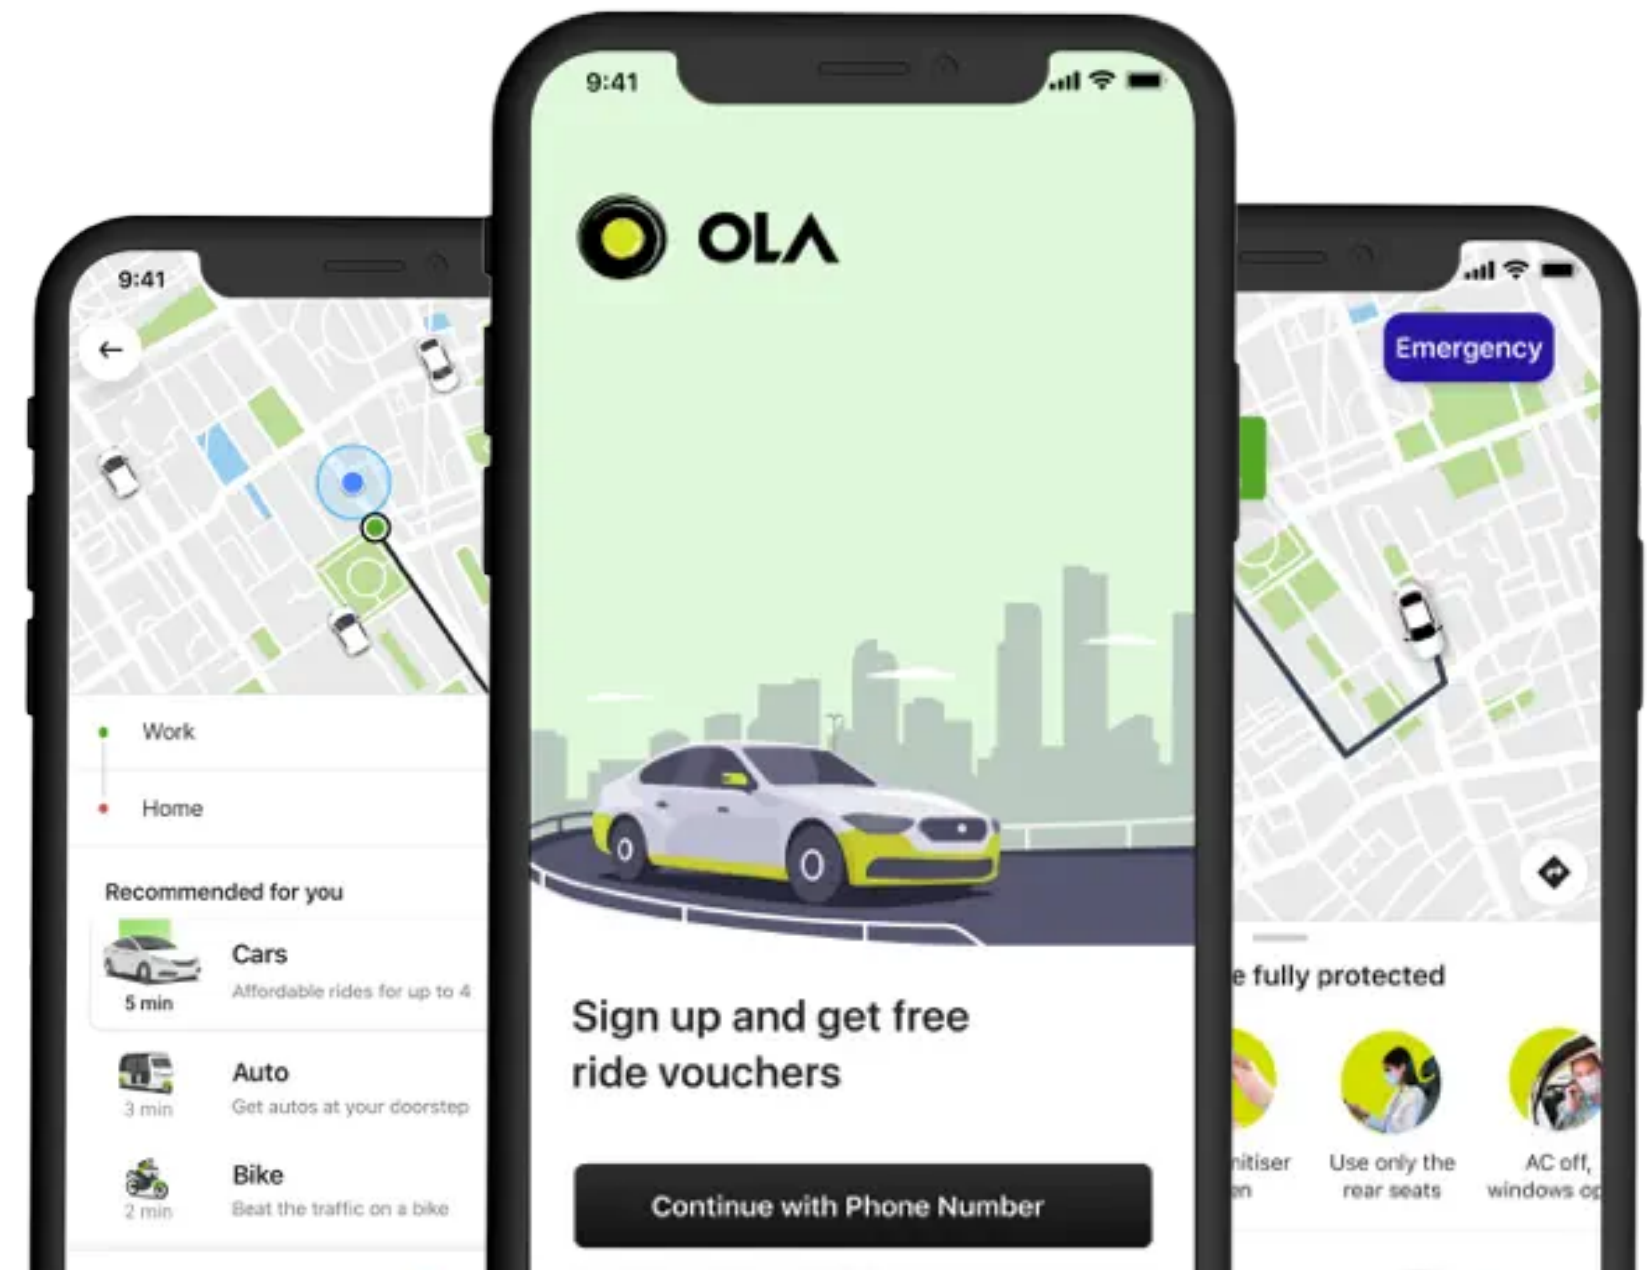 9:41
Work
Home
Recommended for you
Cars
Affordable rides for up to 4
5 min
Auto
Get autos at your doorstep
3 min
Bike
Beat the traffic on a bike
2 min
9:41
OLA
Sign up and get free
ride vouchers
Continue with Phone Number
Emergency
fully protected
Use only the
rear seats
AC off,
windows